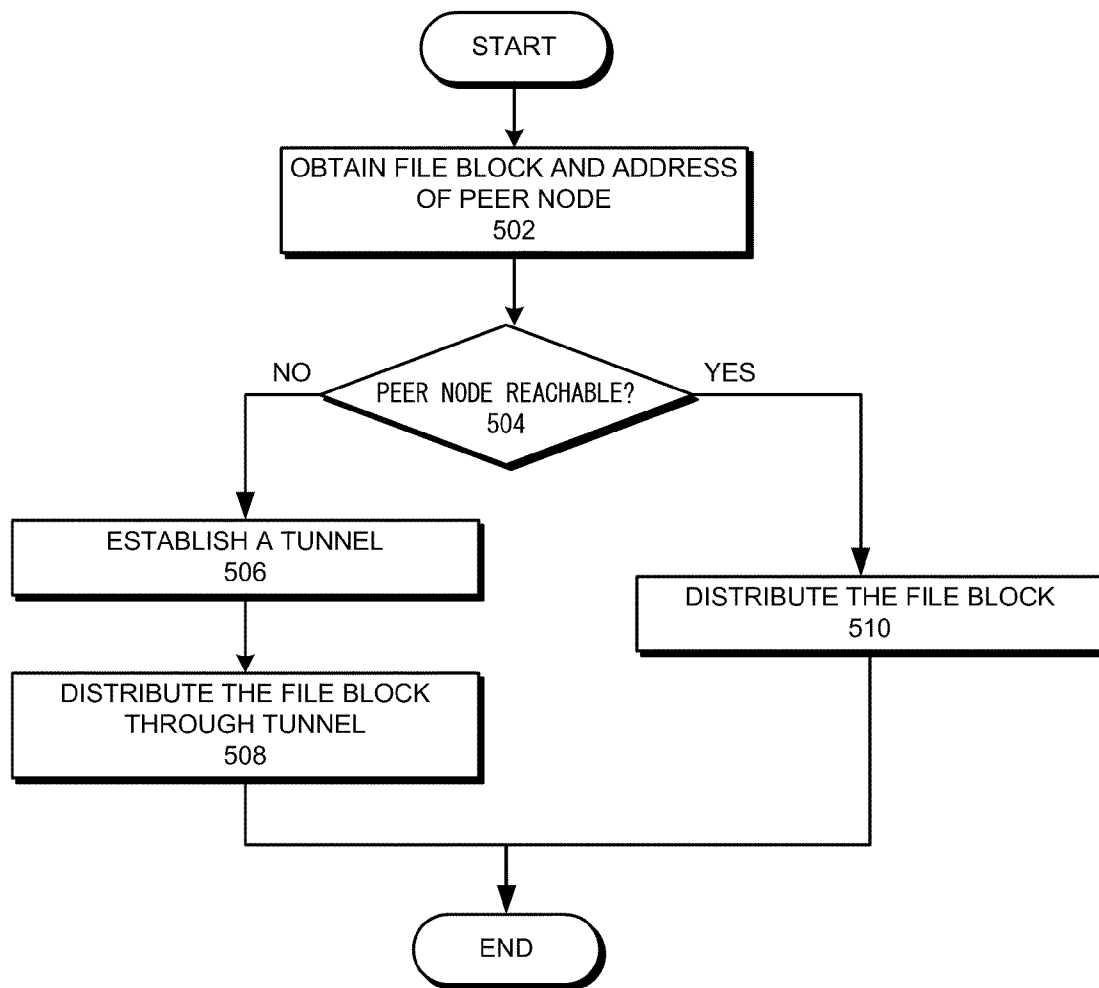 START
OBTAIN FILE BLOCK AND ADDRESS
OF PEER NODE
502
NO
YES
PEER NODE REACHABLE?
504
ESTABLISH A TUNNEL
506
DISTRIBUTE THE FILE BLOCK
510
DISTRIBUTE THE FILE BLOCK
THROUGH TUNNEL
508
END